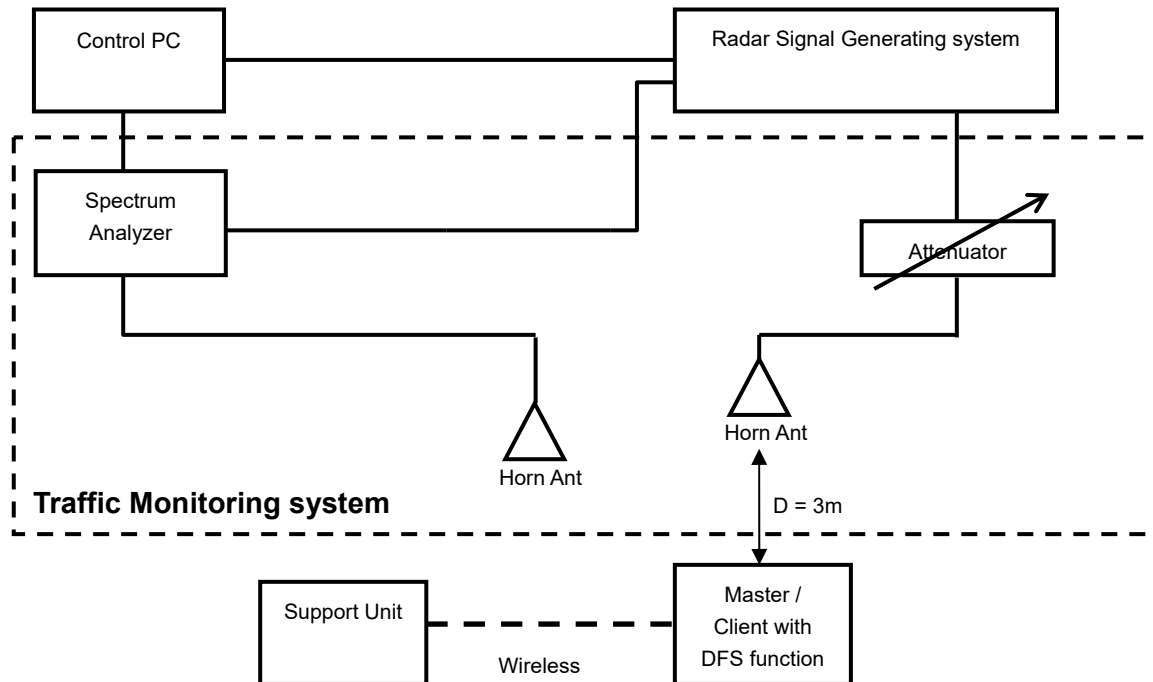 Control PC
Radar Signal Generating system
Spectrum
Analyzer
Attenuator
Horn Ant
Horn Ant
Traffic Monitoring system
D = 3m
Support Unit
Wireless
Master /
Client with
DFS function